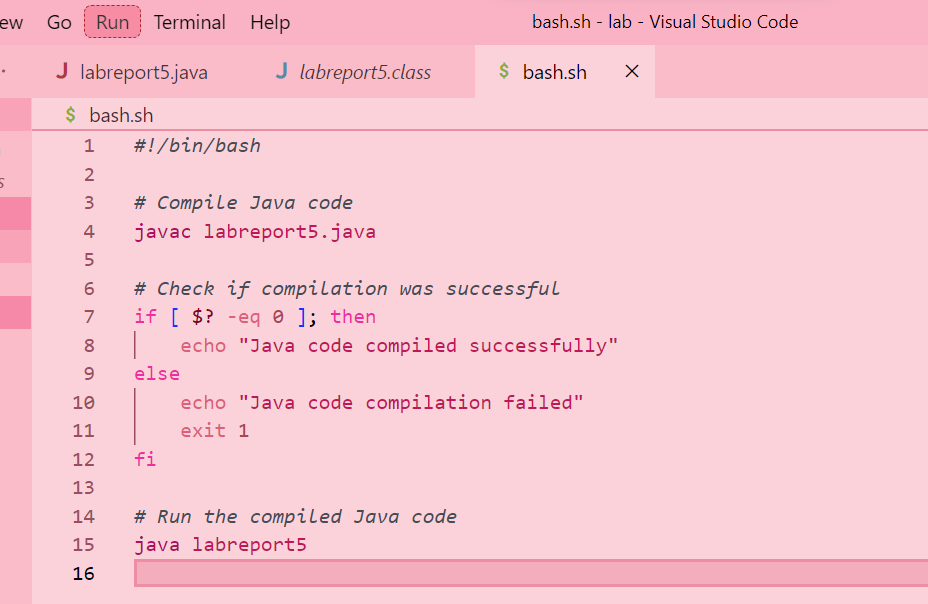 ew Go Run Terminal Help bash.sh - lab - Visual Studio Code
J labreport5.java J labreport5.class $ bash.sh ×
$ bash.sh
1 #!/bin/bash
2
3 # Compile Java code
4 javac labreport5.java
5
6 # Check if compilation was successful
7 if [ $? -eq 0 ]; then
8 echo "Java code compiled successfully"
9 else
10 echo "Java code compilation failed"
11 exit 1
12 fi
13
14 # Run the compiled Java code
15 java labreport5
16